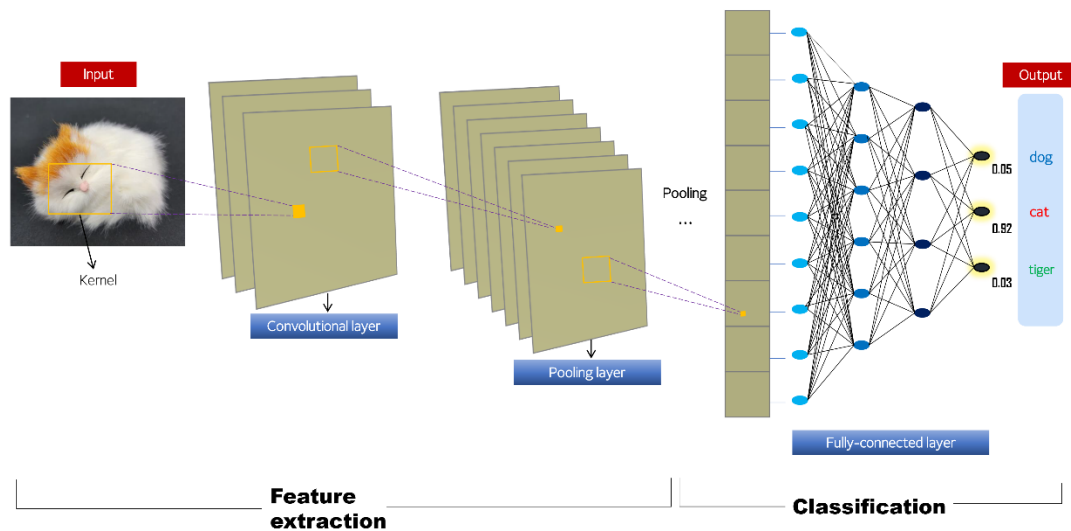 Input
Kernel
Convolutional layer
Pooling layer
Pooling
...
Fully-connected layer
Output
dog
0.05
cat
0.92
tiger
0.03
Feature
extraction
Classification